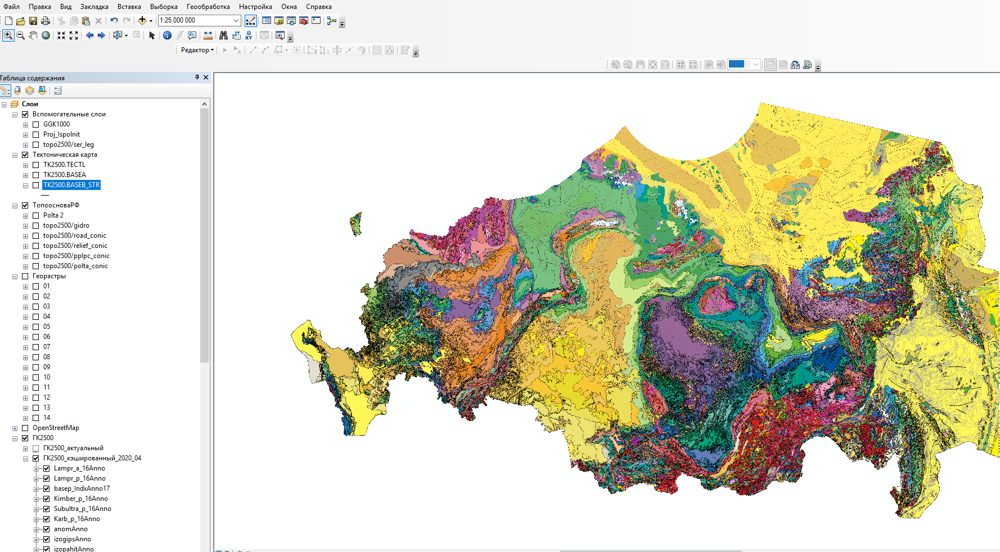 Файл Правка Вид Закладка Вставка Выборка Геообработка Настройка Окна Справка
1:25 000 000
Редактор
100%
Таблица содержания
Слои
Вспомогательные слои
GGK1000
Proj_IspoInit
topo2500/ser_leg
Тектоническая карта
TK2500.TECTL
TK2500.BASEA
TK2500.BASEB_STR
ТопоосноваРФ
Polta 2
topo2500/gidro
topo2500/road_conic
topo2500/relief_conic
topo2500/pplpc_conic
topo2500/polta_conic
Георастры
01
02
03
04
05
06
07
08
09
10
11
12
13
14
OpenStreetMap
ГК2500
ГК2500_актуальный
ГК2500_кэшированный_2020_04
Lampr_a_16Anno
Lampr_p_16Anno
basep_IndxAnno17
Kimber_p_16Anno
Subultra_p_16Anno
Karb_p_16Anno
anomAnno
izogipsAnno
izopahitAnno